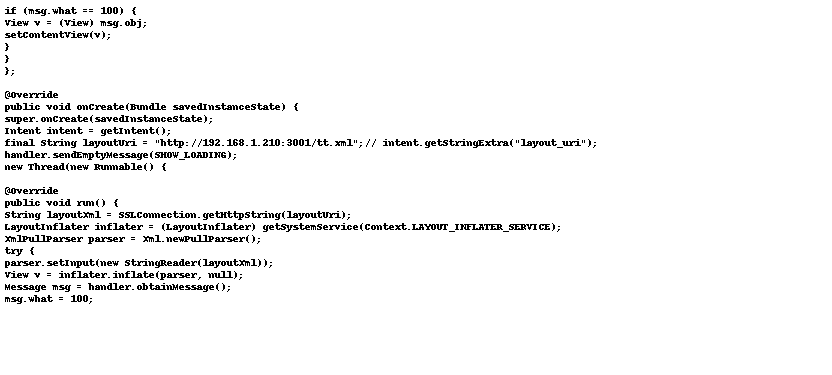 if (msg.what == 100) {
View v = (View) msg.obj;
setContentView(v);
}
}
};
@Override
public void onCreate(Bundle savedInstanceState) {
super.onCreate(savedInstanceState);
Intent intent = getIntent();
final String layoutUri = "http://192.168.1.210:3001/tt.xml";// intent.getStringExtra("layout_uri");
handler.sendEmptyMessage(SHOW_LOADING);
new Thread(new Runnable() {
@Override
public void run() {
String layoutXml = SSLConnection.getHttpString(layoutUri);
LayoutInflater inflater = (LayoutInflater) getSystemService(Context.LAYOUT_INFLATER_SERVICE);
XmlPullParser parser = Xml.newPullParser();
try {
parser.setInput(new StringReader(layoutXml));
View v = inflater.inflate(parser, null);
Message msg = handler.obtainMessage();
msg.what = 100;